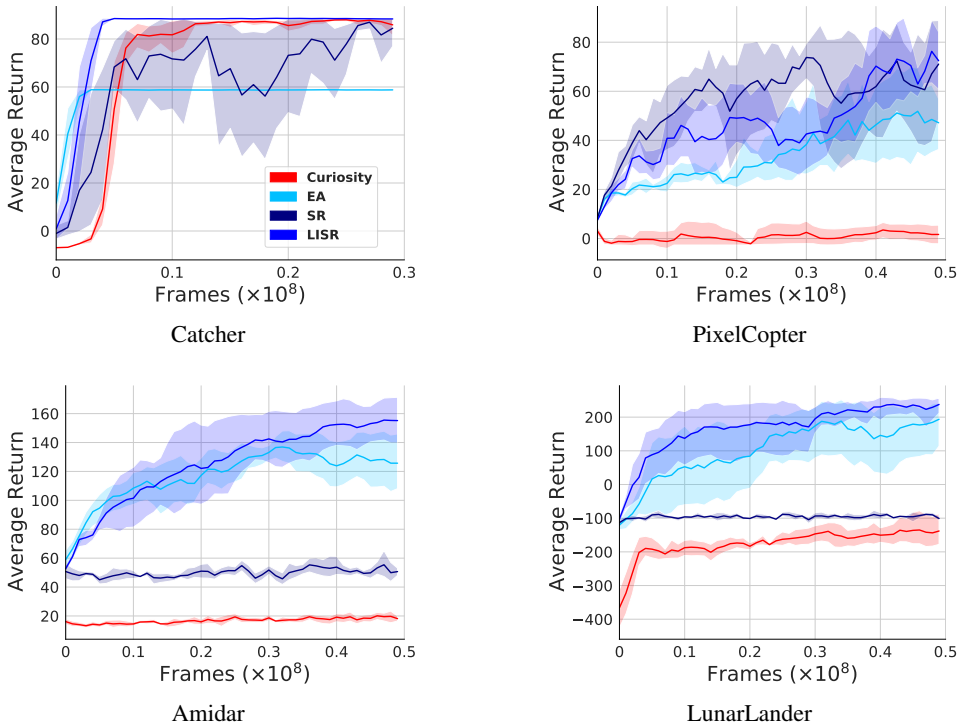 80
60
40
20
0
Average Return
Curiosity
EA
SR
LISR
0 0.1 0.2 0.3
Frames (×10⁸)
Catcher
80
60
40
20
0
Average Return
0 0.1 0.2 0.3 0.4 0.5
Frames (×10⁸)
PixelCopter
160
140
120
100
80
60
40
20
Average Return
0 0.1 0.2 0.3 0.4 0.5
Frames (×10⁸)
Amidar
200
100
0
−100
−200
−300
−400
Average Return
0 0.1 0.2 0.3 0.4 0.5
Frames (×10⁸)
LunarLander